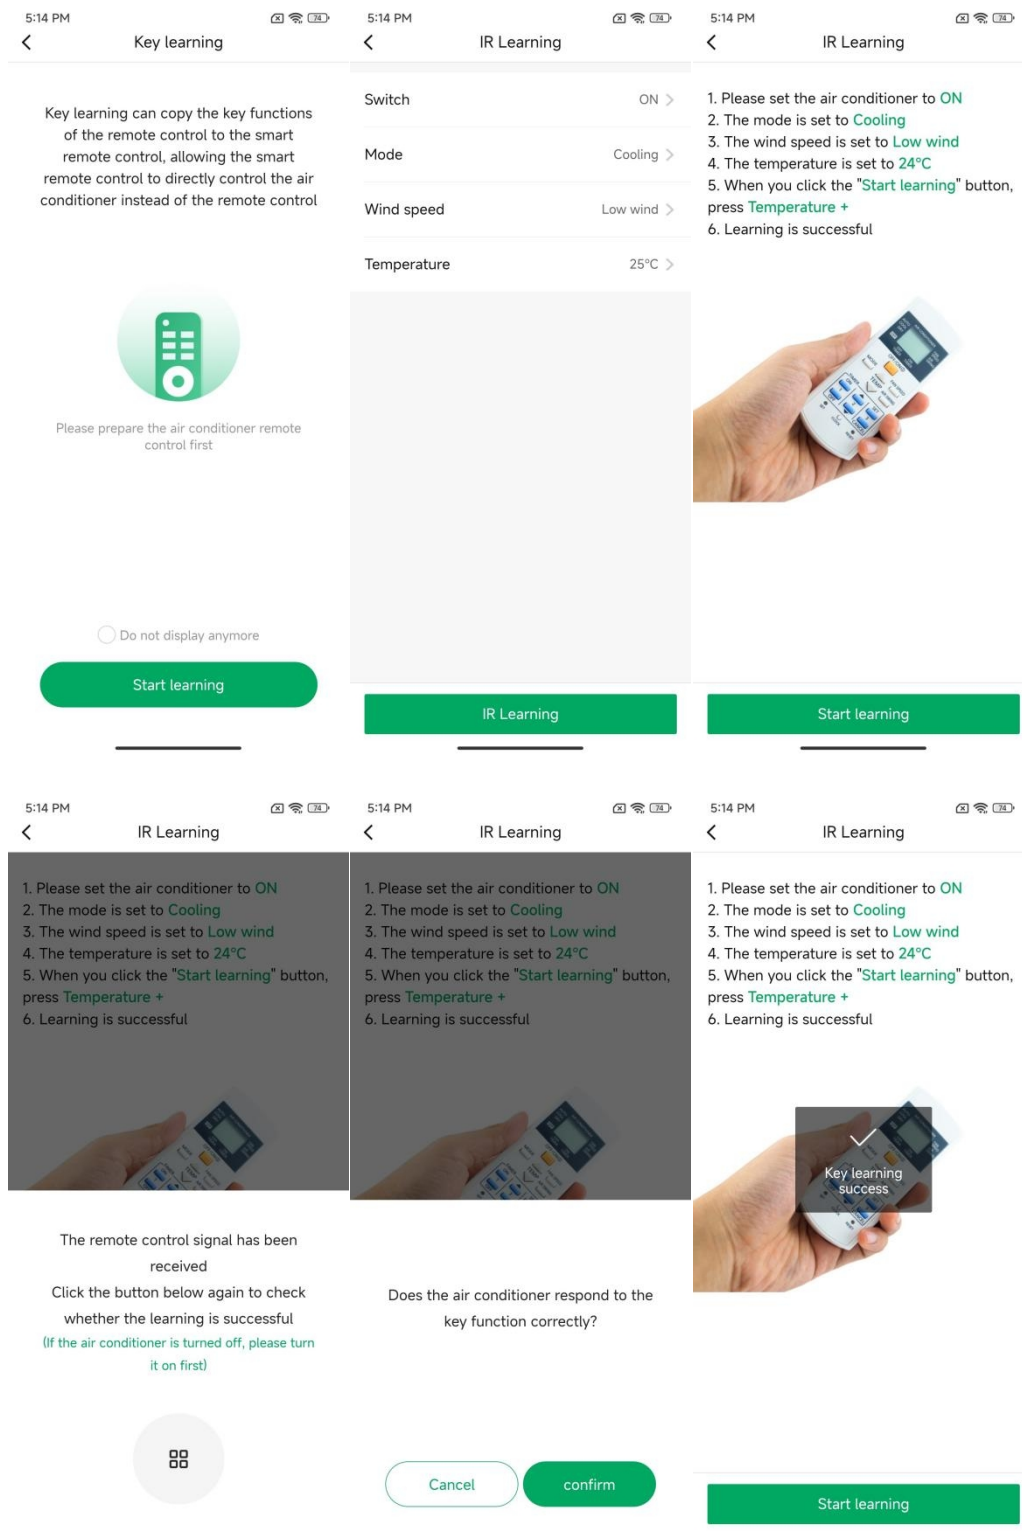 5:14 PM
74
Key learning
Key learning can copy the key functions
of the remote control to the smart
remote control, allowing the smart
remote control to directly control the air
conditioner instead of the remote control
Please prepare the air conditioner remote
control first
Do not display anymore
Start learning
5:14 PM
74
IR Learning
Switch
ON
Mode
Cooling
Wind speed
Low wind
Temperature
25°C
IR Learning
5:14 PM
74
IR Learning
1. Please set the air conditioner to ON
2. The mode is set to Cooling
3. The wind speed is set to Low wind
4. The temperature is set to 24°C
5. When you click the "Start learning" button,
press Temperature +
6. Learning is successful
TEMP
Start learning
5:14 PM
74
IR Learning
1. Please set the air conditioner to ON
2. The mode is set to Cooling
3. The wind speed is set to Low wind
4. The temperature is set to 24°C
5. When you click the "Start learning" button,
press Temperature +
6. Learning is successful
The remote control signal has been
received
Click the button below again to check
whether the learning is successful
(If the air conditioner is turned off, please turn
it on first)
5:14 PM
74
IR Learning
1. Please set the air conditioner to ON
2. The mode is set to Cooling
3. The wind speed is set to Low wind
4. The temperature is set to 24°C
5. When you click the "Start learning" button,
press Temperature +
6. Learning is successful
Does the air conditioner respond to the
key function correctly?
Cancel
confirm
5:14 PM
74
IR Learning
1. Please set the air conditioner to ON
2. The mode is set to Cooling
3. The wind speed is set to Low wind
4. The temperature is set to 24°C
5. When you click the "Start learning" button,
press Temperature +
6. Learning is successful
Key learning
success
Start learning